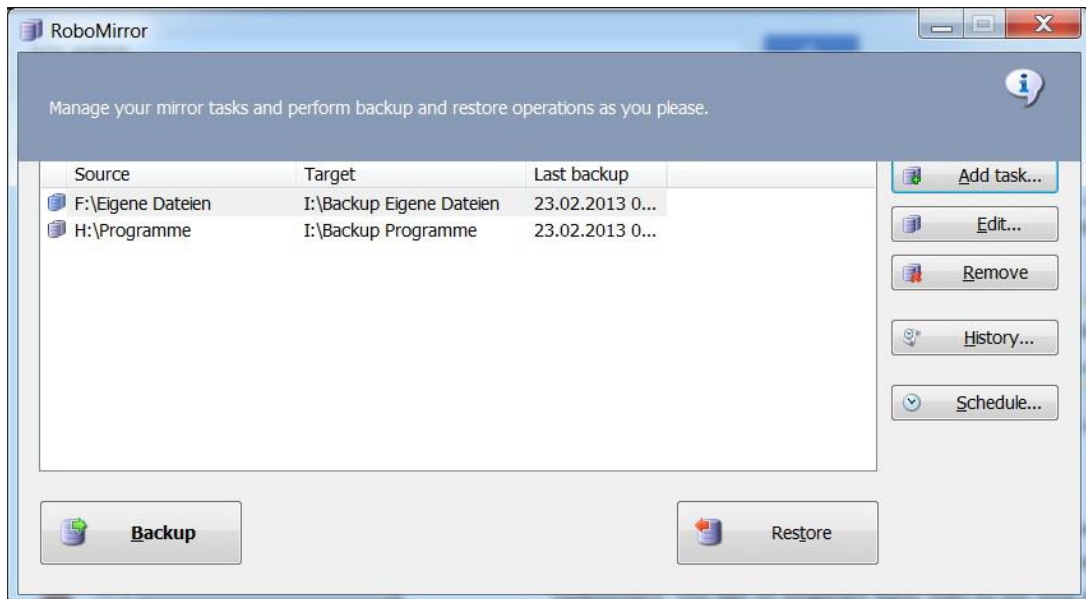 RoboMirror
Manage your mirror tasks and perform backup and restore operations as you please.
Source Target Last backup
F:\Eigene Dateien I:\Backup Eigene Dateien 23.02.2013 0...
H:\Programme I:\Backup Programme 23.02.2013 0...
Add task...
Edit...
Remove
History...
Schedule...
Backup
Restore